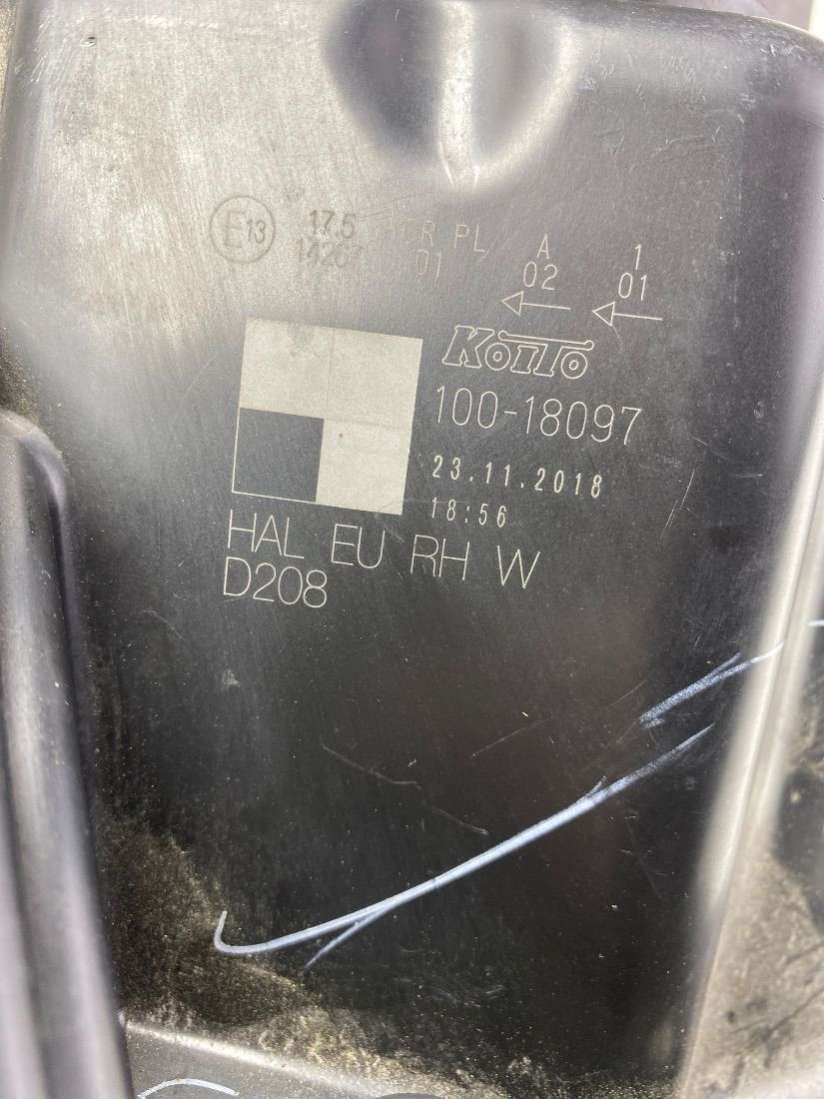 E13 17.5 PL A 1
01 02 01
KOITO
100-18097
23.11.2018
18:56
HAL EU RH W
D208